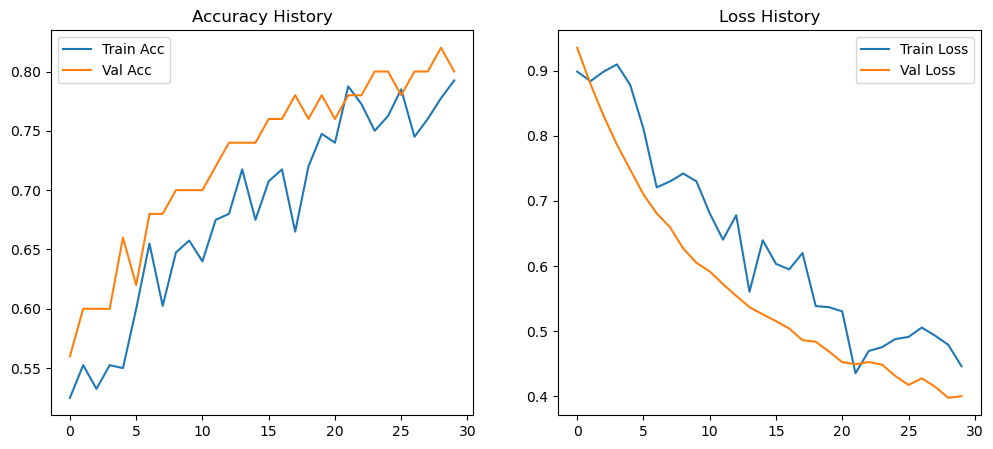 Accuracy History
Train Acc
Val Acc
0.80
0.75
0.70
0.65
0.60
0.55
0 5 10 15 20 25 30
Loss History
Train Loss
Val Loss
0.9
0.8
0.7
0.6
0.5
0.4
0 5 10 15 20 25 30